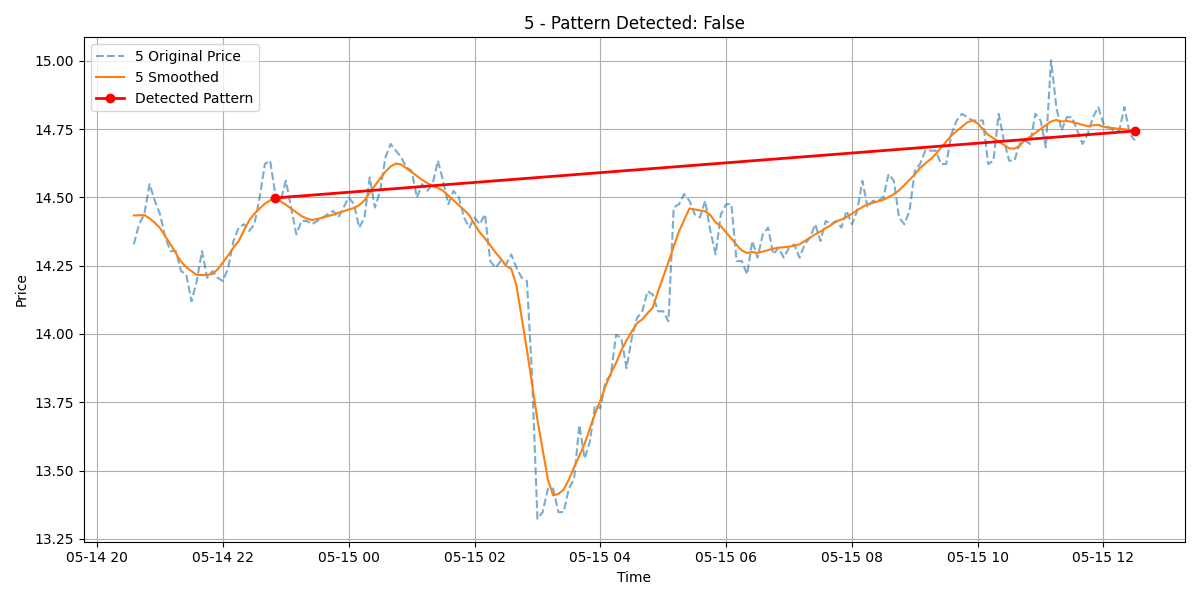 5 - Pattern Detected: False
5 Original Price
5 Smoothed
Detected Pattern
Price
15.00
14.75
14.50
14.25
14.00
13.75
13.50
13.25
05-14 20 05-14 22 05-15 00 05-15 02 05-15 04 05-15 06 05-15 08 05-15 10 05-15 12
Time